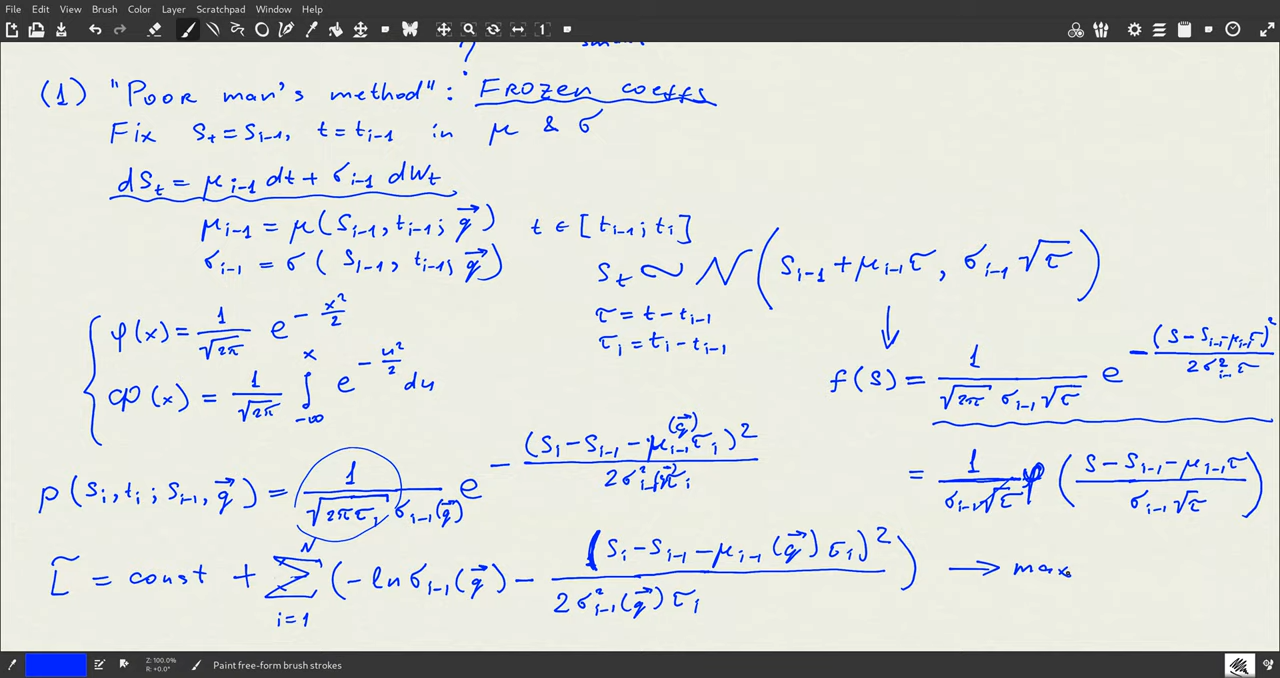 File Edit View Brush Color Layer Scratchpad Window Help
(1) "Poor man's method": Frozen coeffs
Fix S_t = S_{i-1}, t = t_{i-1} in μ & σ
dS_t = μ_{i-1} dt + σ_{i-1} dW_t
μ_{i-1} = μ(S_{i-1}, t_{i-1}; q⃗) t ∈ [t_{i-1}; t_i]
σ_{i-1} = σ(S_{i-1}, t_{i-1}; q⃗)
S_t ~ N(S_{i-1} + μ_{i-1}τ, σ_{i-1}√τ)
τ = t - t_{i-1}
τ_i = t_i - t_{i-1}
φ(x) = 1/√2π e^{-x²/2}
Φ(x) = 1/√2π ∫_{-∞}^{x} e^{-u²/2} du
f(S) = 1/(√2π σ_{i-1}√τ) e^{-(S - S_{i-1} - μ_{i-1}τ)²/(2σ²_{i-1}τ)}
= 1/(σ_{i-1}√τ) φ((S - S_{i-1} - μ_{i-1}τ)/(σ_{i-1}√τ))
p(S_i, t_i; S_{i-1}, q⃗) = 1/(√2πτ_i σ_{i-1}(q⃗)) e^{-(S_i - S_{i-1} - μ_{i-1}(q⃗)τ_i)²/(2σ²_{i-1}(q⃗)τ_i)}
L̃ = const + Σ_{i=1}^{N} (-ln σ_{i-1}(q⃗) - (S_i - S_{i-1} - μ_{i-1}(q⃗)τ_i)²/(2σ²_{i-1}(q⃗)τ_i)) → max
Z: 100.0%
R: +0.0°
Paint free-form brush strokes